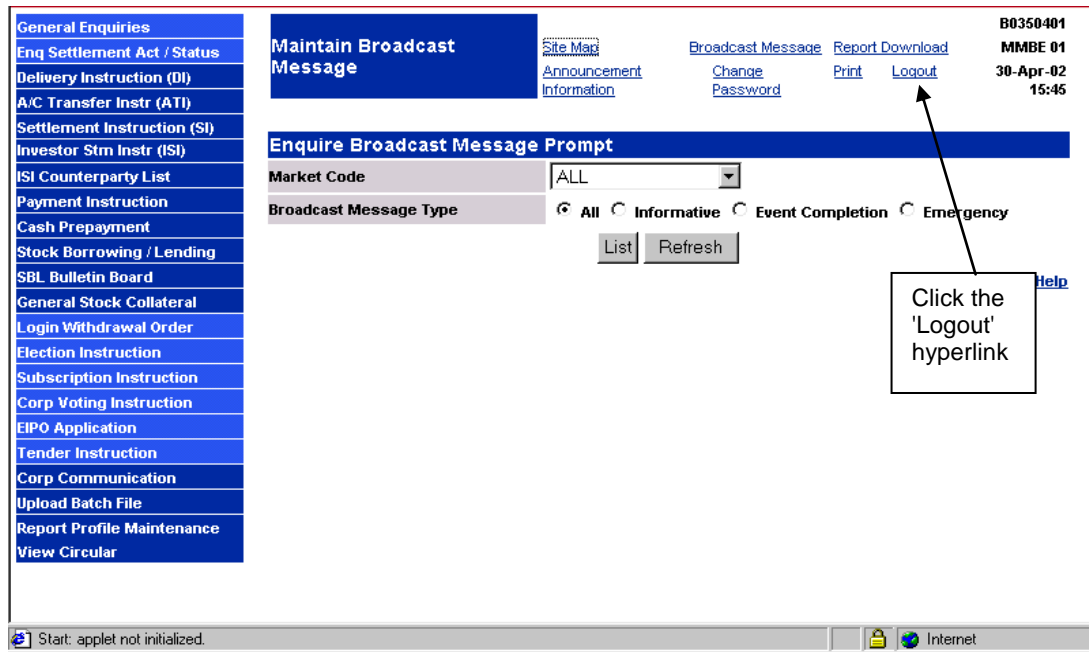 General Enquiries
Enq Settlement Act / Status
Delivery Instruction (DI)
A/C Transfer Instr (ATI)
Settlement Instruction (SI)
Investor Stm Instr (ISI)
ISI Counterparty List
Payment Instruction
Cash Prepayment
Stock Borrowing / Lending
SBL Bulletin Board
General Stock Collateral
Login Withdrawal Order
Election Instruction
Subscription Instruction
Corp Voting Instruction
EIPO Application
Tender Instruction
Corp Communication
Upload Batch File
Report Profile Maintenance
View Circular
Maintain Broadcast
Message
Site Map Broadcast Message Report Download
Announcement Information Change Password Print Logout
B0350401
MMBE 01
30-Apr-02
15:45
Enquire Broadcast Message Prompt
Market Code ALL
Broadcast Message Type All Informative Event Completion Emergency
List Refresh
Help
Click the
'Logout'
hyperlink
Start: applet not initialized.
Internet